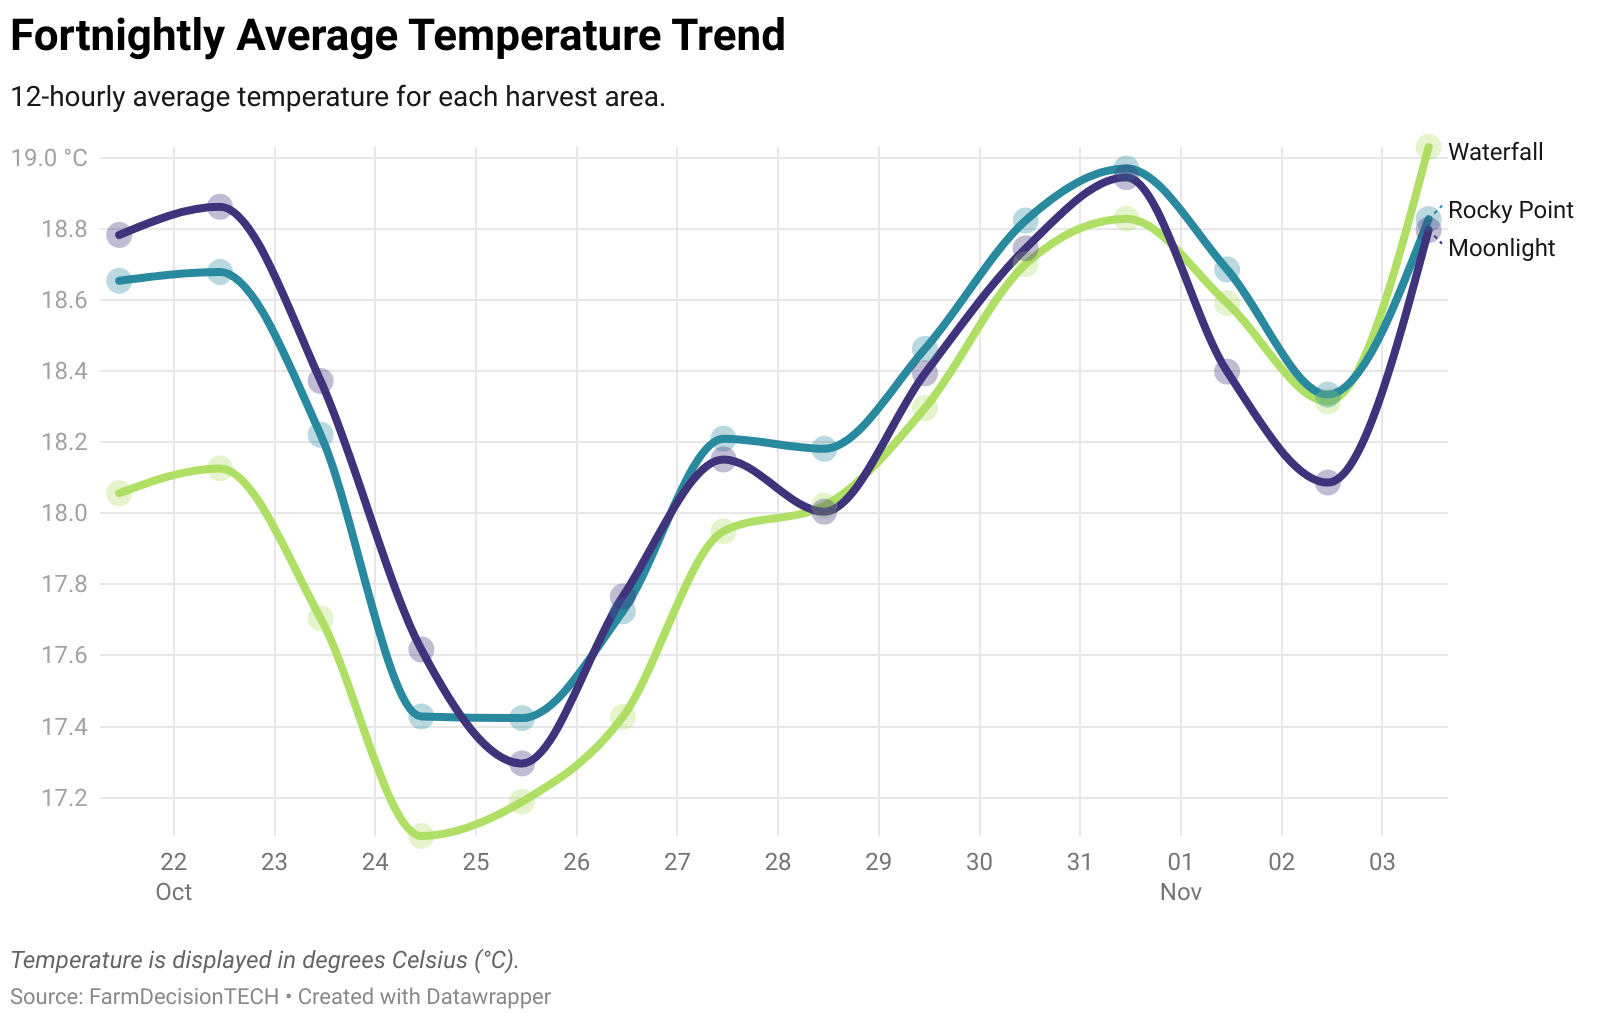 Fortnightly Average Temperature Trend
12-hourly average temperature for each harvest area.
19.0 °C
18.8
18.6
18.4
18.2
18.0
17.8
17.6
17.4
17.2
Waterfall
Rocky Point
Moonlight
22 23 24 25 26 27 28 29 30 31 01 02 03
Oct Nov
Temperature is displayed in degrees Celsius (°C).
Source: FarmDecisionTECH • Created with Datawrapper